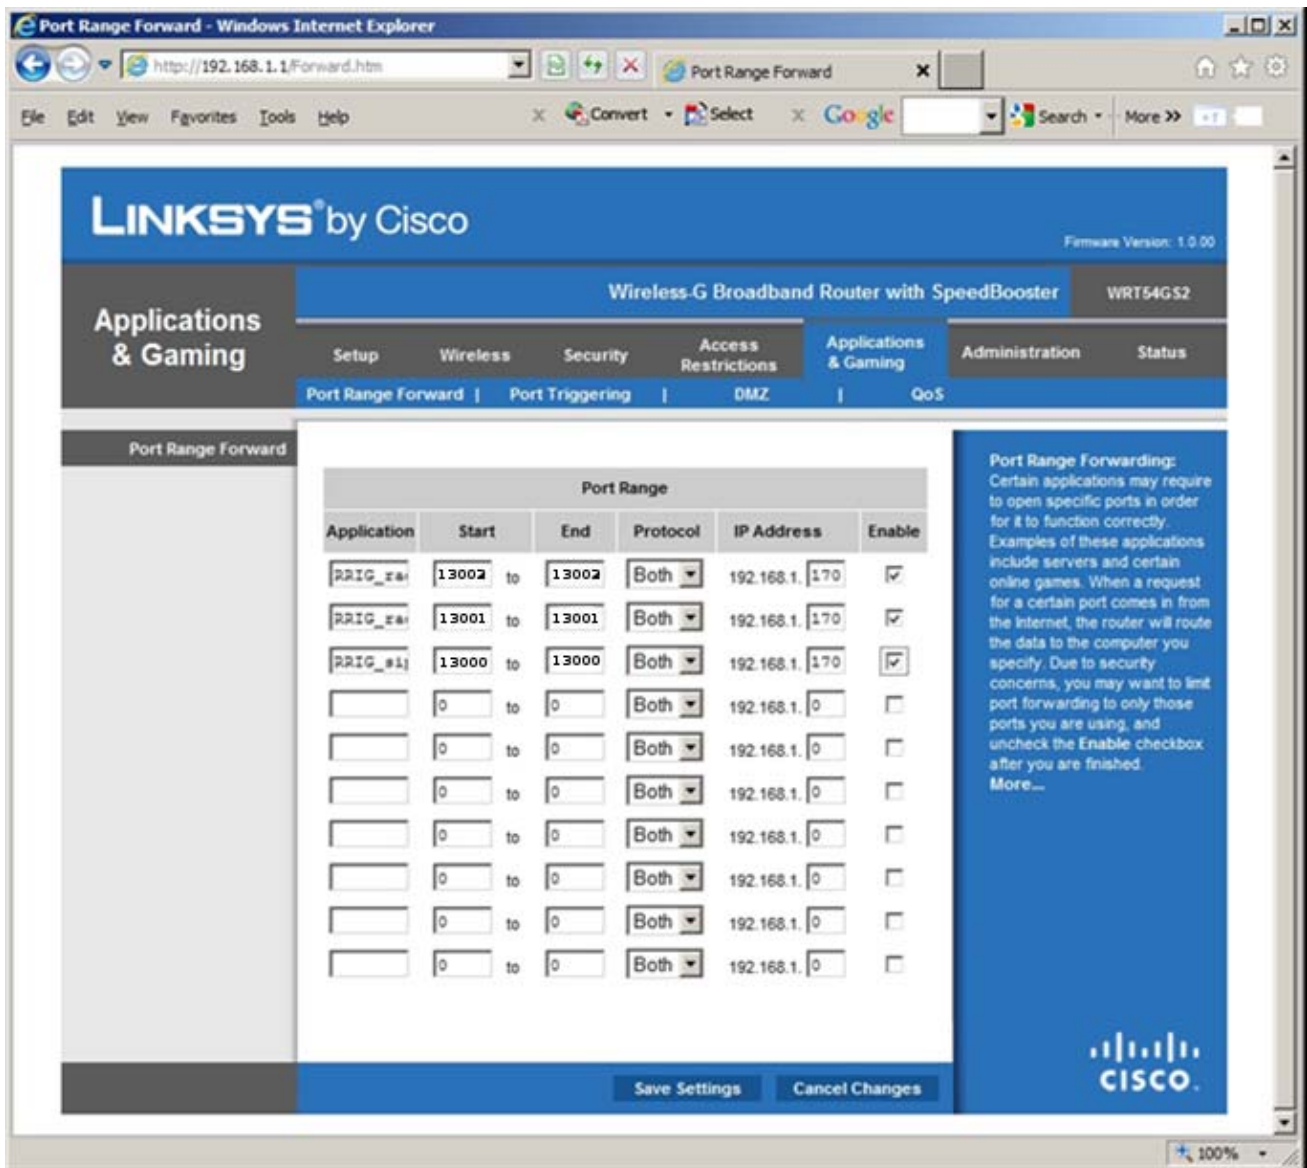 Port Range Forward - Windows Internet Explorer
http://192.168.1.1/Forward.htm
Port Range Forward
File Edit View Favorites Tools Help
x Convert Select x Google Search More >>
LINKSYS® by Cisco
Firmware Version: 1.0.00
Applications & Gaming
Wireless-G Broadband Router with SpeedBooster WRT54GS2
Setup Wireless Security Access Restrictions Applications & Gaming Administration Status
Port Range Forward | Port Triggering | DMZ | QoS
Port Range Forward
Port Range
Application Start End Protocol IP Address Enable
RRIG_ra 13002 to 13002 Both 192.168.1. 170
RRIG_ra 13001 to 13001 Both 192.168.1. 170
RRIG_si 13000 to 13000 Both 192.168.1. 170
0 to 0 Both 192.168.1. 0
0 to 0 Both 192.168.1. 0
0 to 0 Both 192.168.1. 0
0 to 0 Both 192.168.1. 0
0 to 0 Both 192.168.1. 0
0 to 0 Both 192.168.1. 0
0 to 0 Both 192.168.1. 0
Port Range Forwarding:
Certain applications may require
to open specific ports in order
for it to function correctly.
Examples of these applications
include servers and certain
online games. When a request
for a certain port comes in from
the Internet, the router will route
the data to the computer you
specify. Due to security
concerns, you may want to limit
port forwarding to only those
ports you are using, and
uncheck the Enable checkbox
after you are finished.
More...
CISCO.
Save Settings Cancel Changes
100%